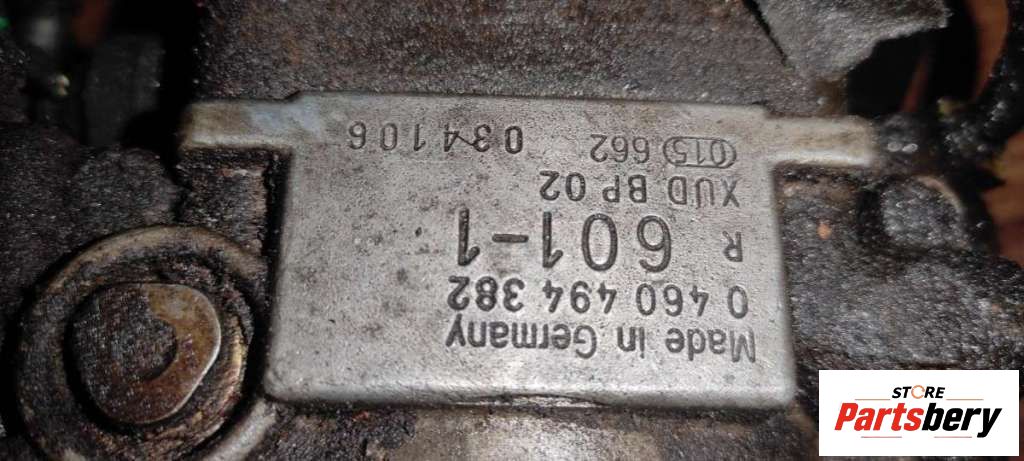 Made in Germany
0 460 494 382
R 601-1
XUD BP 02
015 662 034106
STORE
Partsbery